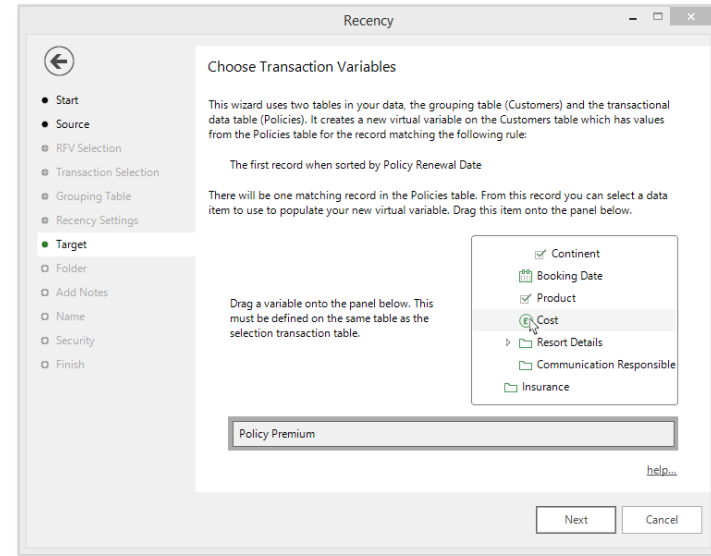 Recency
Choose Transaction Variables
Start
Source
RFV Selection
Transaction Selection
Grouping Table
Recency Settings
Target
Folder
Add Notes
Name
Security
Finish
This wizard uses two tables in your data, the grouping table (Customers) and the transactional
data table (Policies). It creates a new virtual variable on the Customers table which has values
from the Policies table for the record matching the following rule:
The first record when sorted by Policy Renewal Date
There will be one matching record in the Policies table. From this record you can select a data
item to use to populate your new virtual variable. Drag this item onto the panel below.
Drag a variable onto the panel below. This
must be defined on the same table as the
selection transaction table.
Continent
Booking Date
Product
£ Cost
Resort Details
Communication Responsible
Insurance
Policy Premium
help...
Next
Cancel